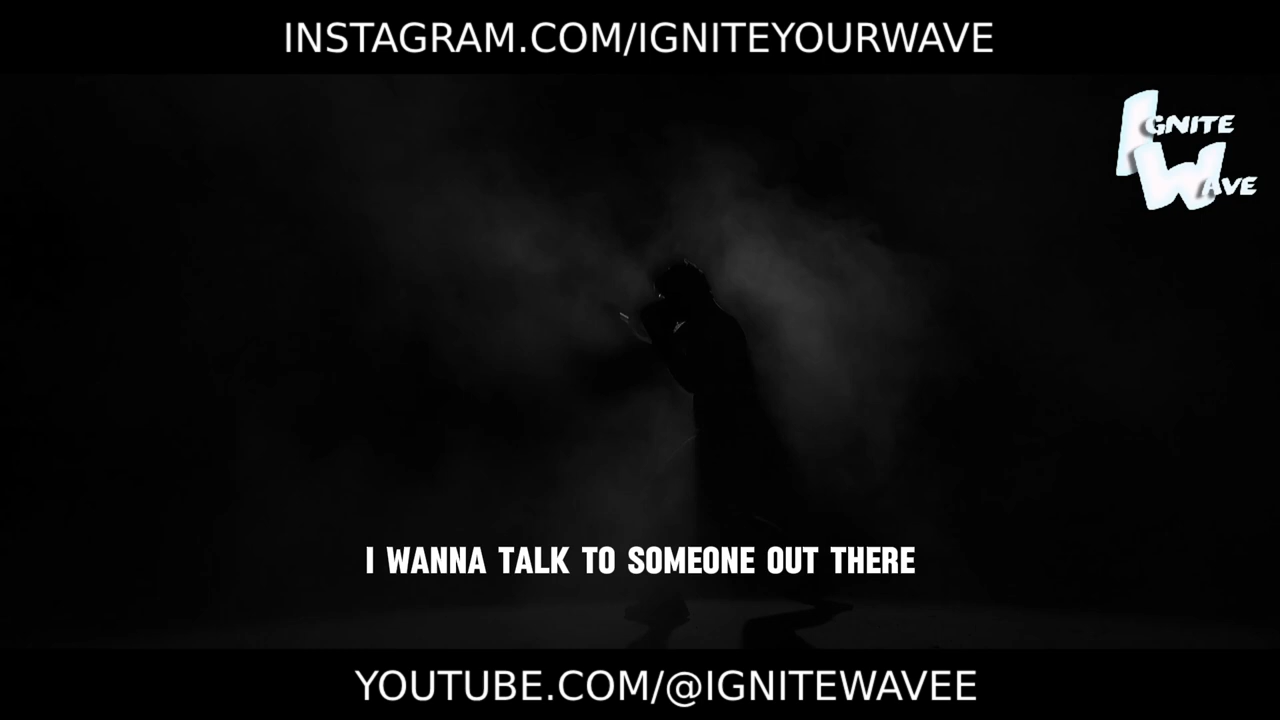 INSTAGRAM.COM/IGNITEYOURWAVE
IGNITE
WAVE
I WANNA TALK TO SOMEONE OUT THERE
YOUTUBE.COM/@IGNITEWAVEE